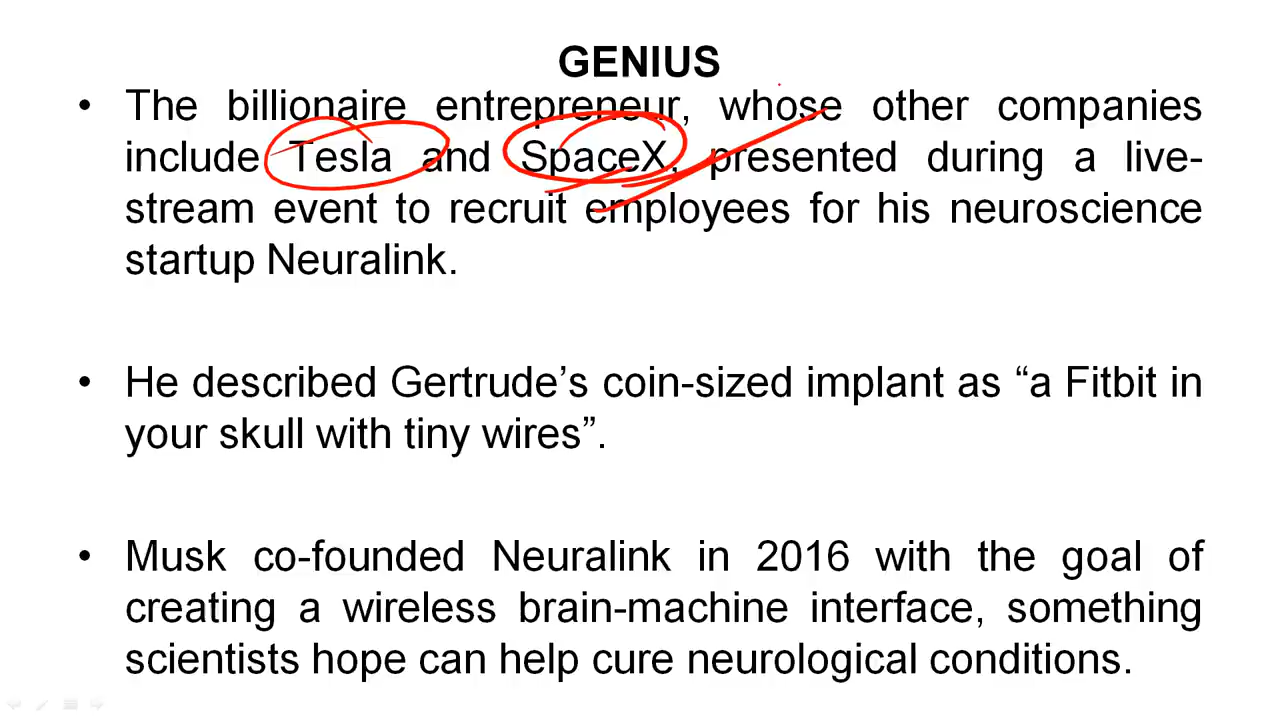 GENIUS
• The billionaire entrepreneur, whose other companies
include Tesla and SpaceX, presented during a live-
stream event to recruit employees for his neuroscience
startup Neuralink.
• He described Gertrude’s coin-sized implant as “a Fitbit in
your skull with tiny wires”.
• Musk co-founded Neuralink in 2016 with the goal of
creating a wireless brain-machine interface, something
scientists hope can help cure neurological conditions.